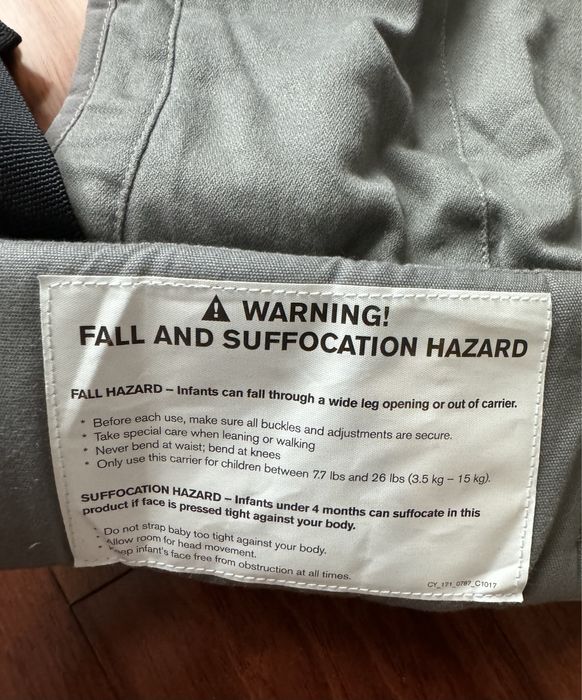 WARNING!
FALL AND SUFFOCATION HAZARD
FALL HAZARD – Infants can fall through a wide leg opening or out of carrier.
* Before each use, make sure all buckles and adjustments are secure.
* Take special care when leaning or walking
* Never bend at waist; bend at knees
* Only use this carrier for children between 7.7 lbs and 26 lbs (3.5 kg – 15 kg).
SUFFOCATION HAZARD – Infants under 4 months can suffocate in this
product if face is pressed tight against your body.
* Do not strap baby too tight against your body.
* Allow room for head movement.
* Keep infant's face free from obstruction at all times.
CY_171_0787_C1017